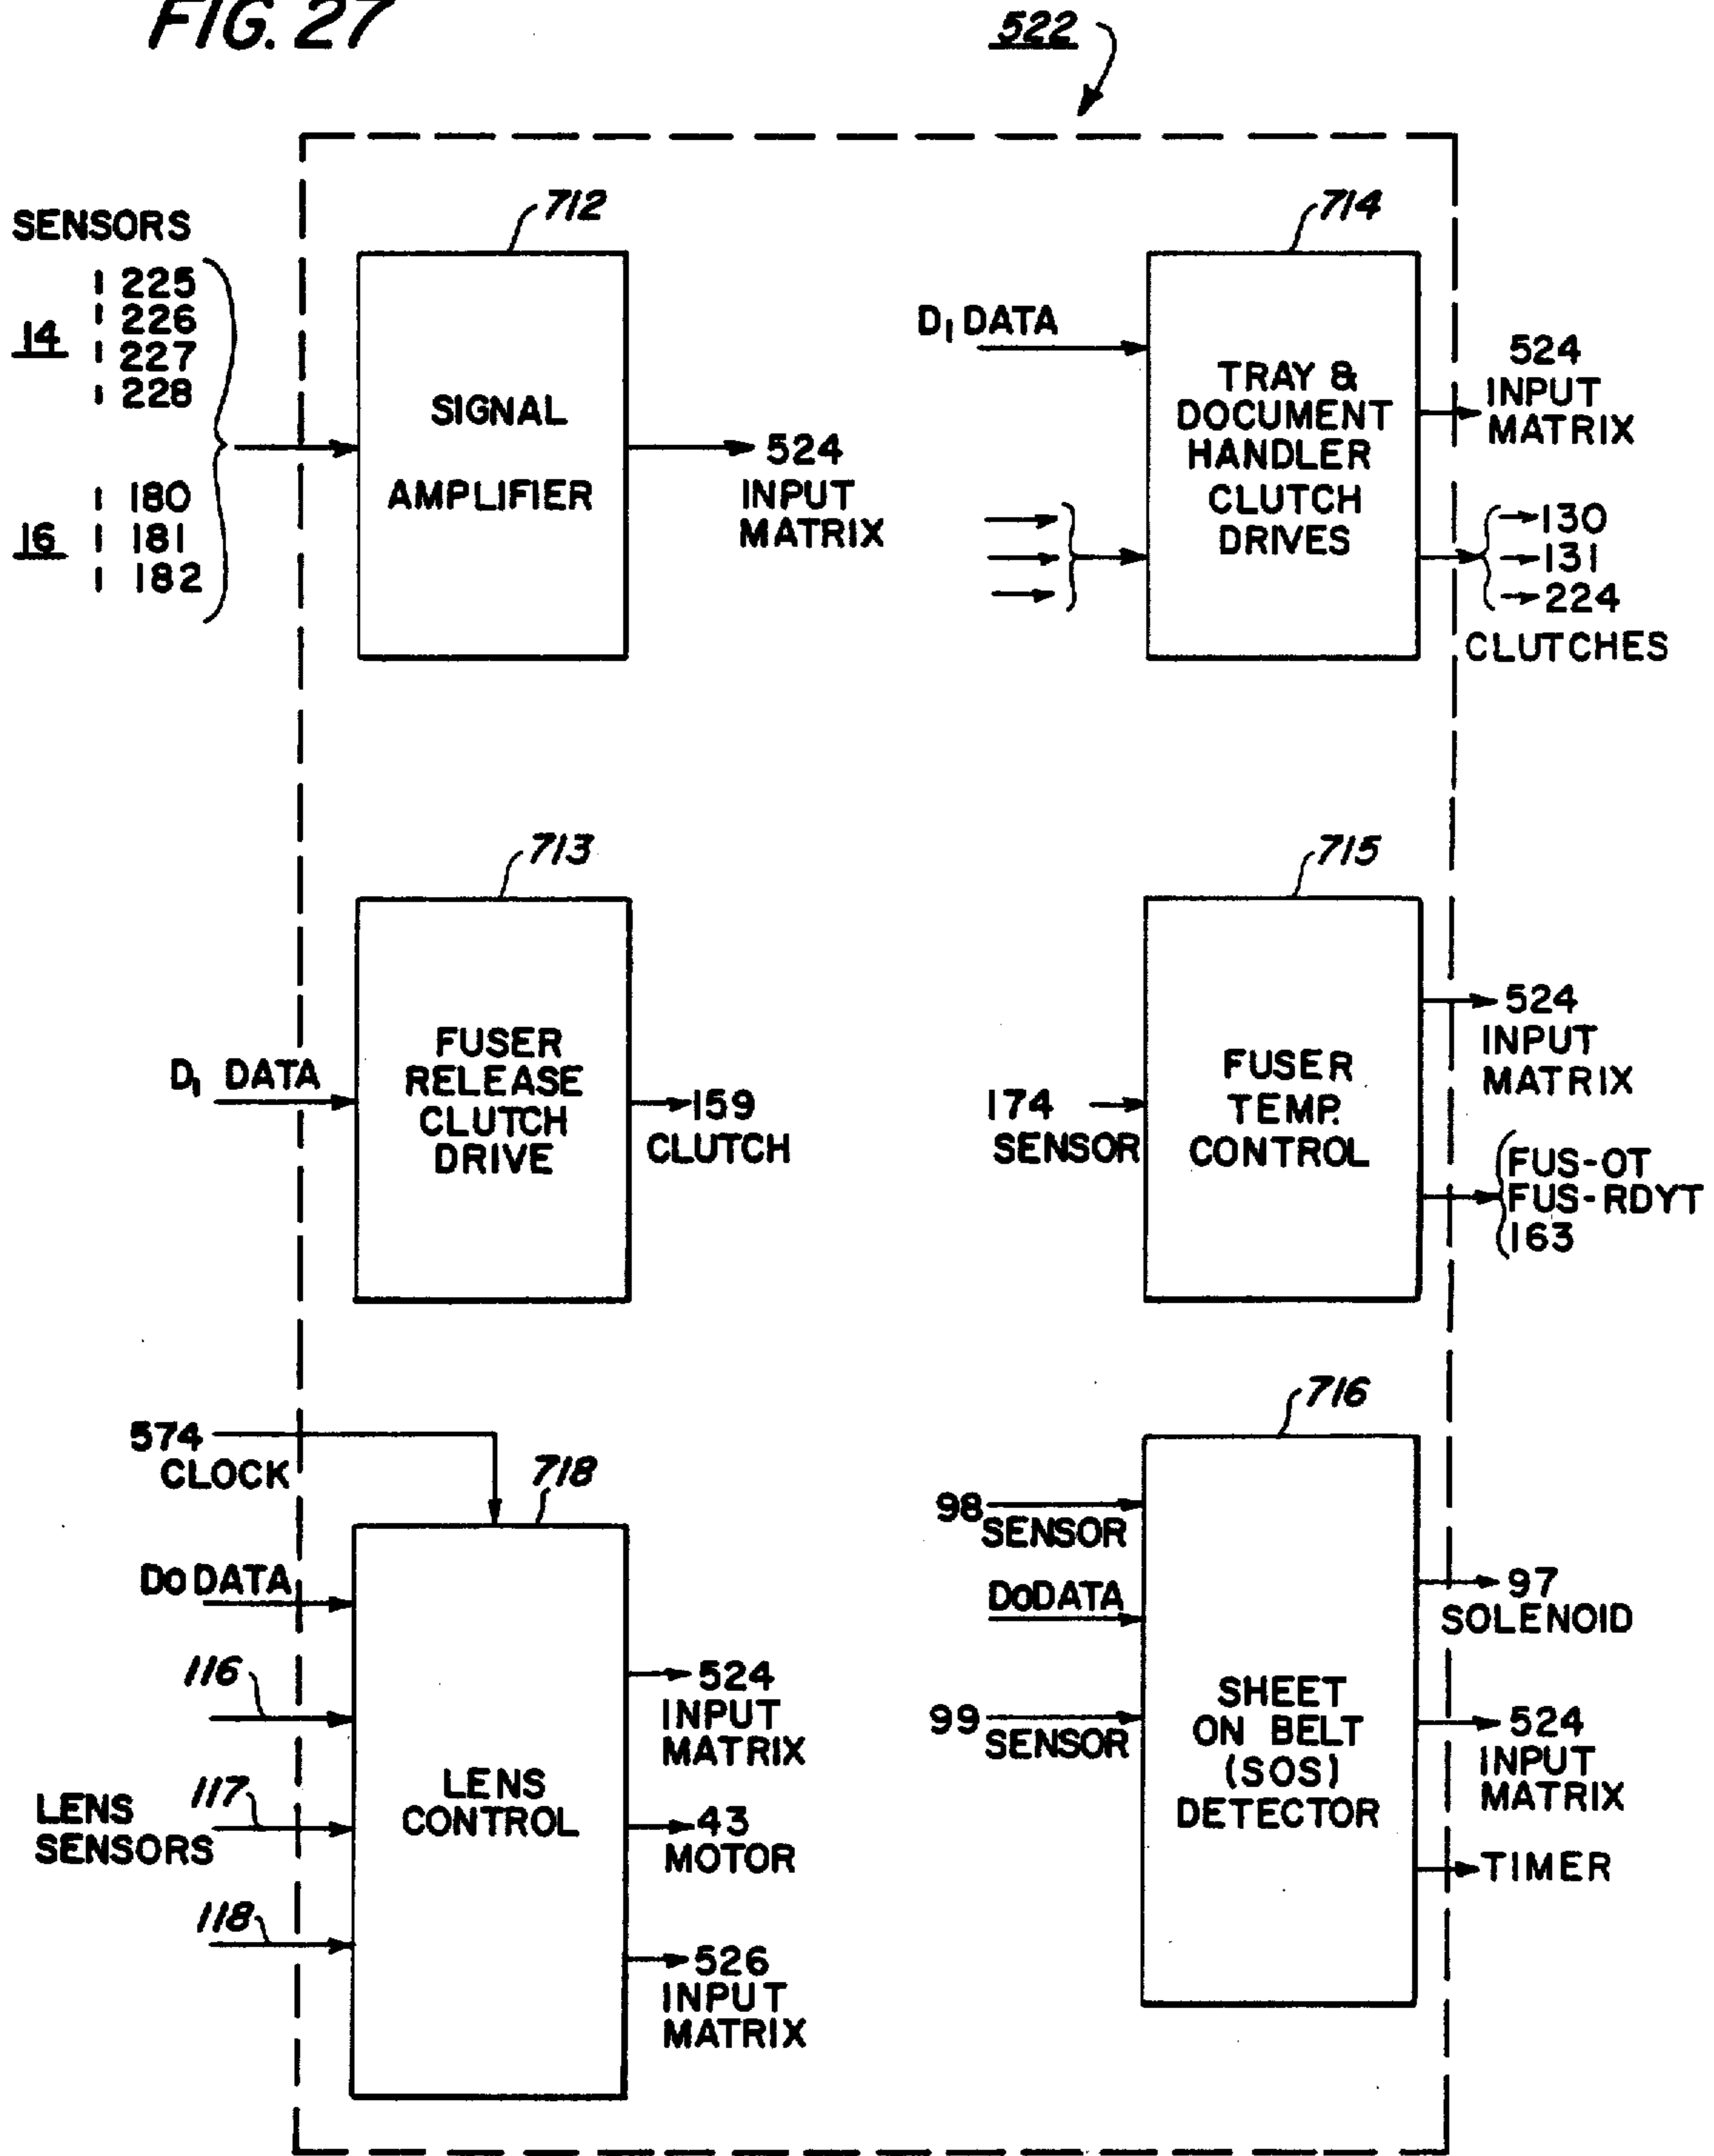 FIG. 27
522
SENSORS
14
225
226
227
228
16
180
181
182
712
SIGNAL
AMPLIFIER
524
INPUT
MATRIX
714
D1 DATA
TRAY &
DOCUMENT
HANDLER
CLUTCH
DRIVES
524
INPUT
MATRIX
130
131
224
CLUTCHES
713
D1 DATA
FUSER
RELEASE
CLUTCH
DRIVE
159
CLUTCH
715
174
SENSOR
FUSER
TEMP.
CONTROL
524
INPUT
MATRIX
FUS-OT
FUS-RDYT
163
574
CLOCK
718
DO DATA
116
LENS
SENSORS
117
118
LENS
CONTROL
524
INPUT
MATRIX
43
MOTOR
526
INPUT
MATRIX
716
98
SENSOR
DO DATA
99
SENSOR
SHEET
ON BELT
(SOS)
DETECTOR
97
SOLENOID
524
INPUT
MATRIX
TIMER